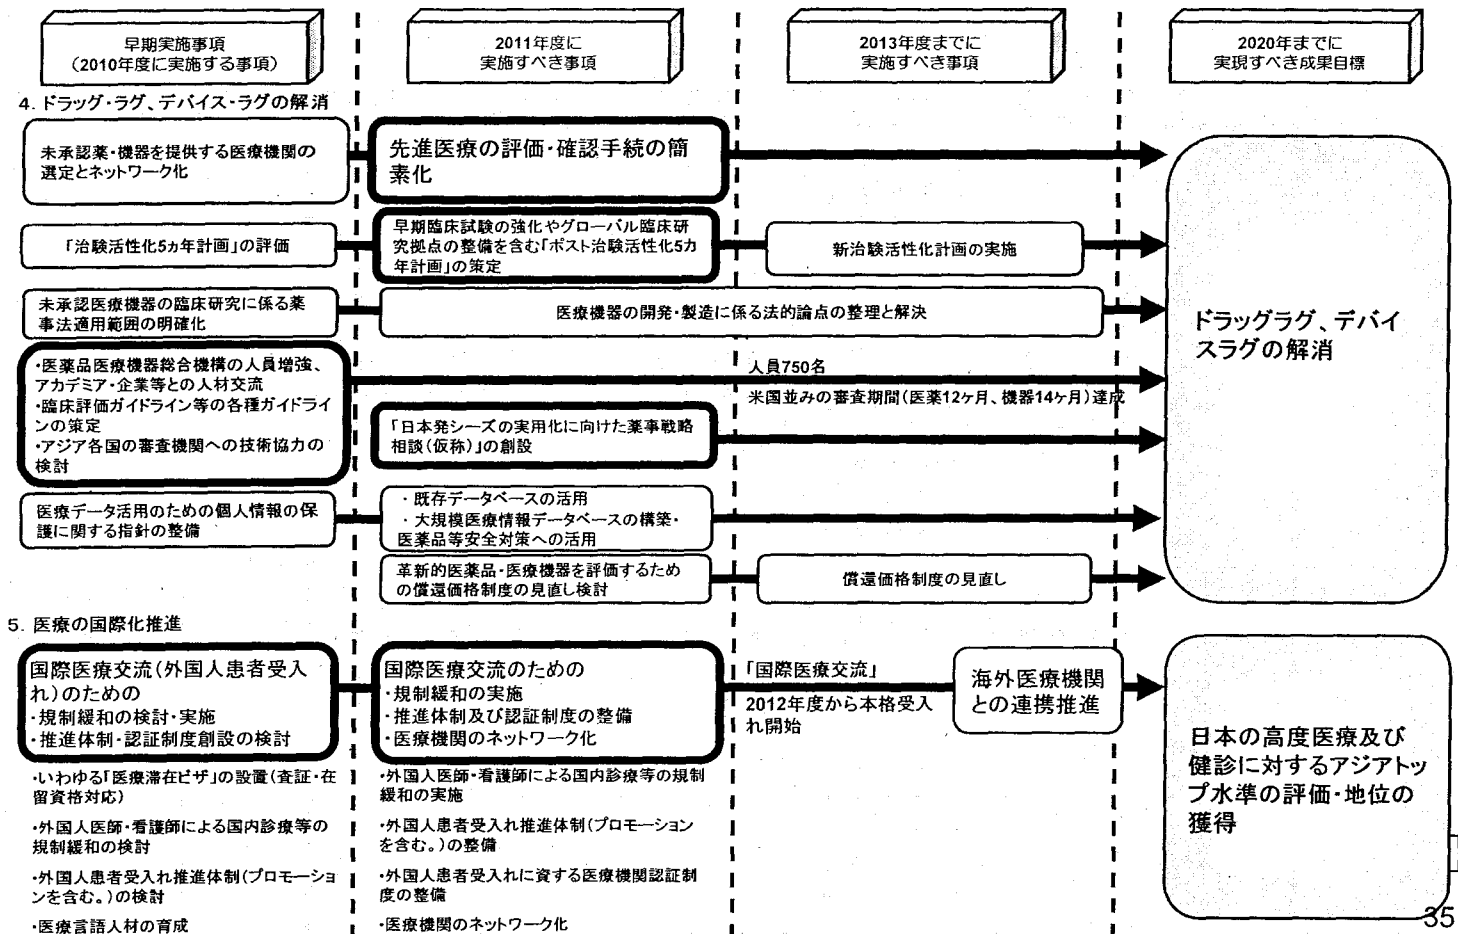 早期実施事項
（2010年度に実施する事項）
2011年度に
実施すべき事項
2013年度までに
実施すべき事項
2020年までに
実現すべき成果目標
4．ドラッグ・ラグ、デバイス・ラグの解消
未承認薬・機器を提供する医療機関の
選定とネットワーク化
先進医療の評価・確認手続の簡
素化
「治験活性化5ヵ年計画」の評価
早期臨床試験の強化やグローバル臨床研
究拠点の整備を含む「ポスト治験活性化5カ
年計画」の策定
新治験活性化計画の実施
未承認医療機器の臨床研究に係る薬
事法適用範囲の明確化
医療機器の開発・製造に係る法的論点の整理と解決
・医薬品医療機器総合機構の人員増強、
アカデミア・企業等との人材交流
・臨床評価ガイドライン等の各種ガイドライ
ンの策定
・アジア各国の審査機関への技術協力の
検討
人員750名
米国並みの審査期間（医薬12ヶ月、機器14ヶ月）達成
「日本発シーズの実用化に向けた薬事戦略
相談（仮称）」の創設
医療データ活用のための個人情報の保
護に関する指針の整備
・既存データベースの活用
・大規模医療情報データベースの構築・
医薬品等安全対策への活用
革新的医薬品・医療機器を評価するため
の償還価格制度の見直し検討
償還価格制度の見直し
ドラッグラグ、デバイ
スラグの解消
5．医療の国際化推進
国際医療交流（外国人患者受入
れ）のための
・規制緩和の検討・実施
・推進体制・認証制度創設の検討
国際医療交流のための
・規制緩和の実施
・推進体制及び認証制度の整備
・医療機関のネットワーク化
「国際医療交流」
2012年度から本格受入
れ開始
海外医療機関
との連携推進
日本の高度医療及び
健診に対するアジアトッ
プ水準の評価・地位の
獲得
・いわゆる「医療滞在ビザ」の設置（査証・在
留資格対応）
・外国人医師・看護師による国内診療等の
規制緩和の検討
・外国人患者受入れ推進体制（プロモーショ
ンを含む。）の検討
・医療言語人材の育成
・外国人医師・看護師による国内診療等の規制
緩和の実施
・外国人患者受入れ推進体制（プロモーション
を含む。）の整備
・外国人患者受入れに資する医療機関認証制
度の整備
・医療機関のネットワーク化
35